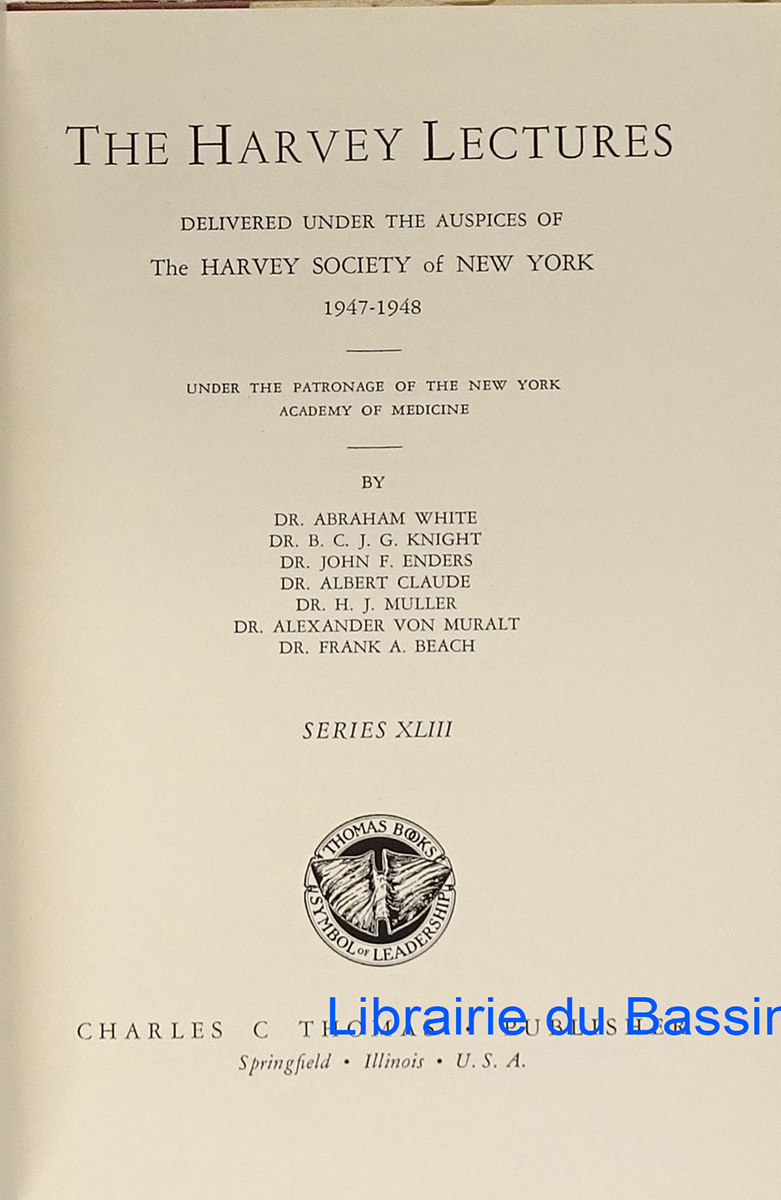 THE HARVEY LECTURES
DELIVERED UNDER THE AUSPICES OF
The HARVEY SOCIETY of NEW YORK
1947-1948
UNDER THE PATRONAGE OF THE NEW YORK
ACADEMY OF MEDICINE
BY
DR. ABRAHAM WHITE
DR. B. C. J. G. KNIGHT
DR. JOHN F. ENDERS
DR. ALBERT CLAUDE
DR. H. J. MULLER
DR. ALEXANDER VON MURALT
DR. FRANK A. BEACH
SERIES XLIII
THOMAS BOOKS
SYMBOL OF LEADERSHIP
Librairie du Bassin
CHARLES C THOMAS • PUBLISHER
Springfield • Illinois • U. S. A.